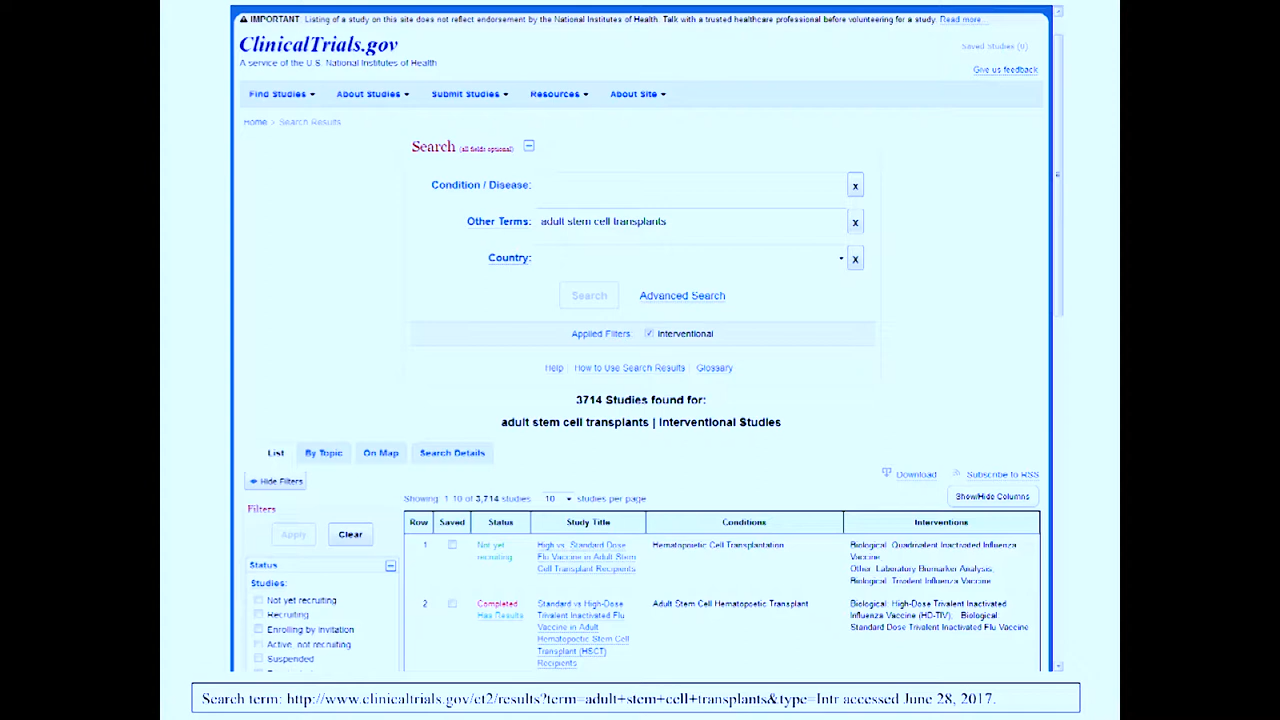 IMPORTANT: Listing of a study on this site does not reflect endorsement by the National Institutes of Health. Talk with a trusted healthcare professional before volunteering for a study. Read more...
ClinicalTrials.gov
A service of the U.S. National Institutes of Health
Saved Studies (0)
Give us feedback
Find Studies
About Studies
Submit Studies
Resources
About Site
Home > Search Results
Search (all fields optional)
Condition / Disease:
x
Other Terms: adult stem cell transplants
x
Country:
x
Search
Advanced Search
Applied Filters: Interventional
Help | How to Use Search Results | Glossary
3714 Studies found for:
adult stem cell transplants | Interventional Studies
List
By Topic
On Map
Search Details
Hide Filters
Download
Subscribe to RSS
Showing: 1-10 of 3,714 studies
10
studies per page
Show/Hide Columns
Filters
Apply
Clear
Status
Studies:
Not yet recruiting
Recruiting
Enrolling by invitation
Active, not recruiting
Suspended
Row
Saved
Status
Study Title
Conditions
Interventions
1
Not yet
recruiting
High vs. Standard Dose
Flu Vaccine in Adult Stem
Cell Transplant Recipients
Hematopoietic Cell Transplantation
Biological: Quadrivalent Inactivated Influenza
Vaccine;
Other: Laboratory Biomarker Analysis;
Biological: Trivalent Influenza Vaccine
2
Completed
Has Results
Standard vs High-Dose
Trivalent Inactivated Flu
Vaccine in Adult
Hematopoetic Stem Cell
Transplant (HSCT)
Recipients
Adult Stem Cell Hematopoetic Transplant
Biological: High-Dose Trivalent Inactivated
Influenza Vaccine (HD-TIV); Biological:
Standard Dose Trivalent Inactivated Flu Vaccine
Search term: http://www.clinicaltrials.gov/ct2/results?term=adult+stem+cell+transplants&type=Intr accessed June 28, 2017.